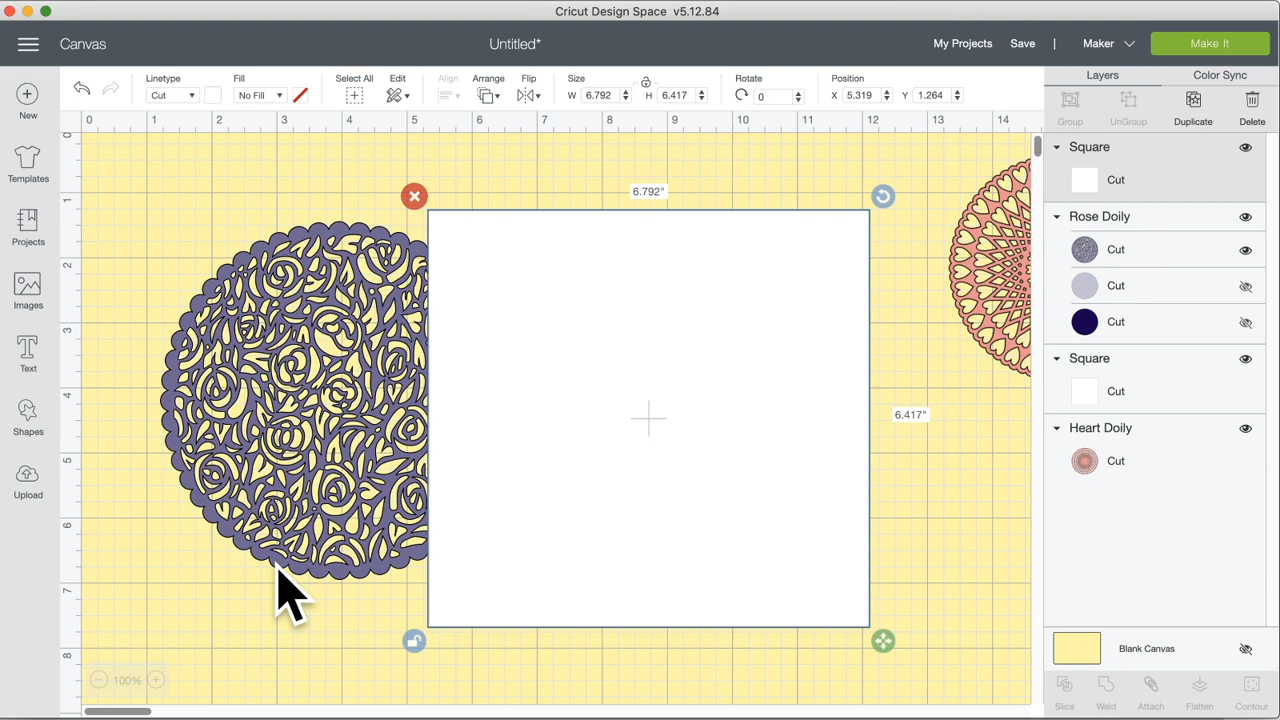 Cricut Design Space v5.12.84
Canvas
Untitled*
My Projects
Save
|
Maker
Make It
New
Templates
Projects
Images
Text
Shapes
Upload
Linetype
Cut
Fill
No Fill
Select All
Edit
Align
Arrange
Flip
Size
W 6.792
H 6.417
Rotate
0
Position
X 5.319
Y 1.264
0 1 2 3 4 5 6 7 8 9 10 11 12 13 14
0
1
2
3
4
5
6
7
8
6.792"
6.417"
100%
Layers
Color Sync
Group
UnGroup
Duplicate
Delete
Square
Cut
Rose Doily
Cut
Cut
Cut
Square
Cut
Heart Doily
Cut
Blank Canvas
Slice
Weld
Attach
Flatten
Contour